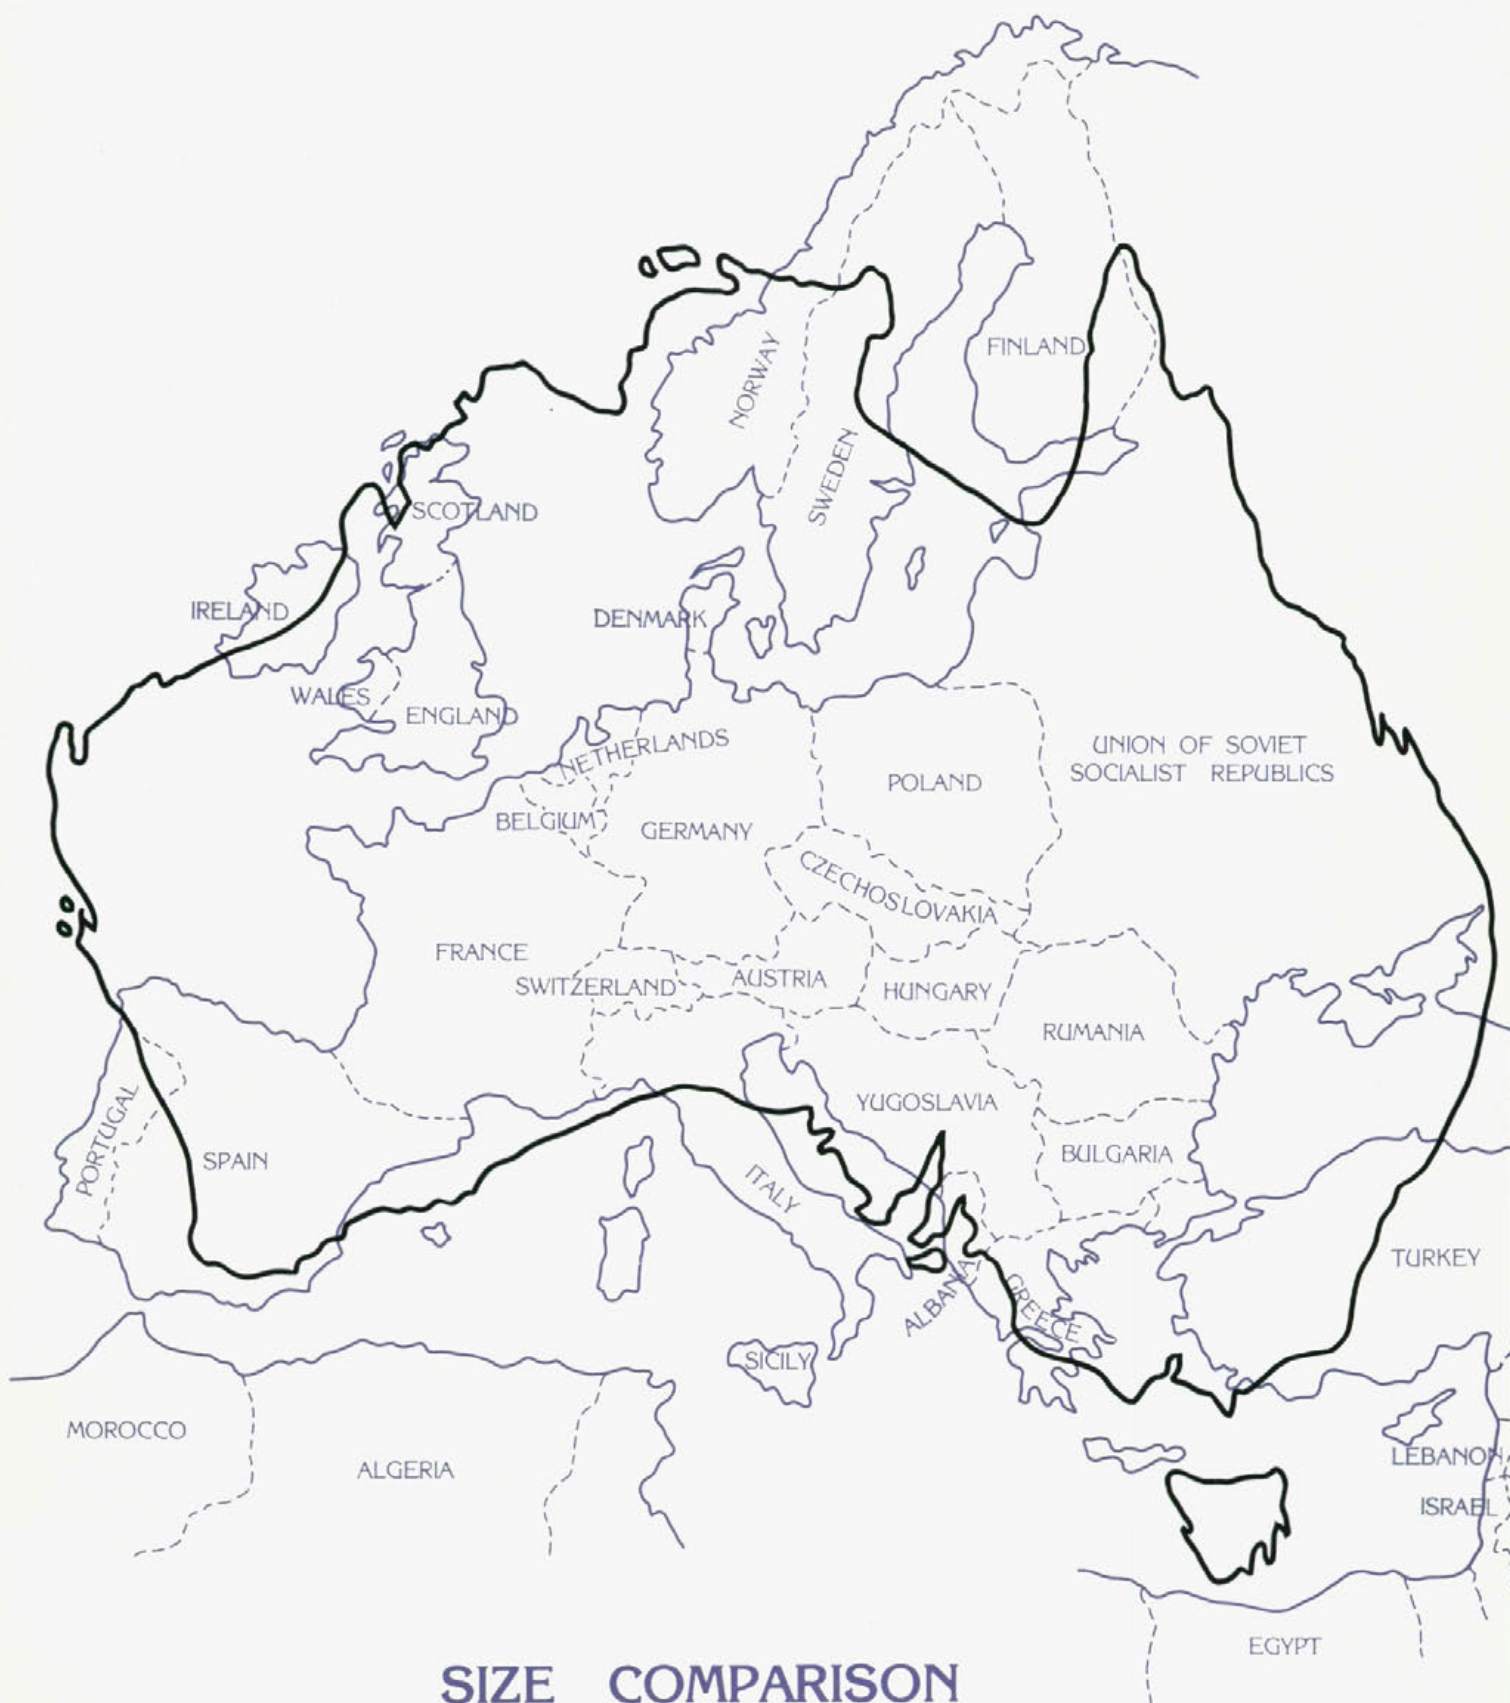 FINLAND
NORWAY
SWEDEN
SCOTLAND
IRELAND
DENMARK
WALES
ENGLAND
NETHERLANDS
UNION OF SOVIET
SOCIALIST REPUBLICS
POLAND
BELGIUM
GERMANY
CZECHOSLOVAKIA
FRANCE
SWITZERLAND
AUSTRIA
HUNGARY
RUMANIA
YUGOSLAVIA
PORTUGAL
SPAIN
ITALY
BULGARIA
TURKEY
ALBANIA
GREECE
SICILY
MOROCCO
ALGERIA
LEBANON
ISRAEL
EGYPT
SIZE COMPARISON